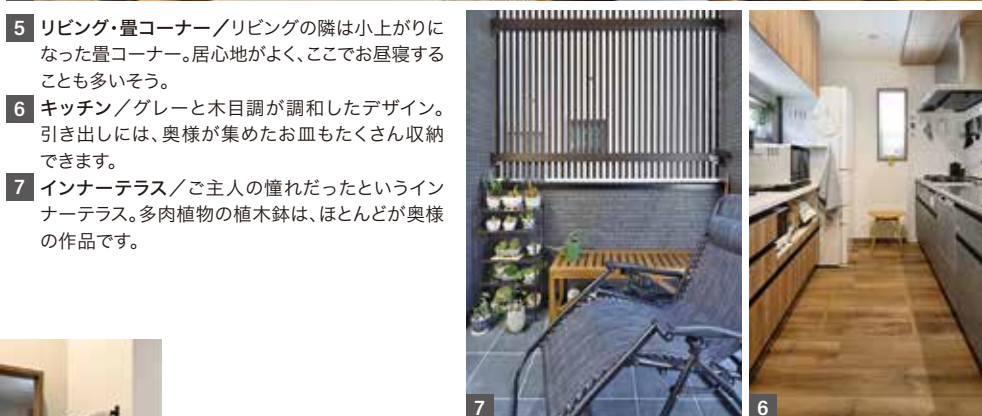 5 リビング・畳コーナー／リビングの隣は小上がりに
なった畳コーナー。居心地がよく、ここでお昼寝する
ことも多いそう。
6 キッチン／グレーと木目調が調和したデザイン。
引き出しには、奥様が集めたお皿もたくさん収納
できます。
7 インナーテラス／ご主人の憧れだったというイン
ナーテラス。多肉植物の植木鉢は、ほとんどが奥様
の作品です。
7
6